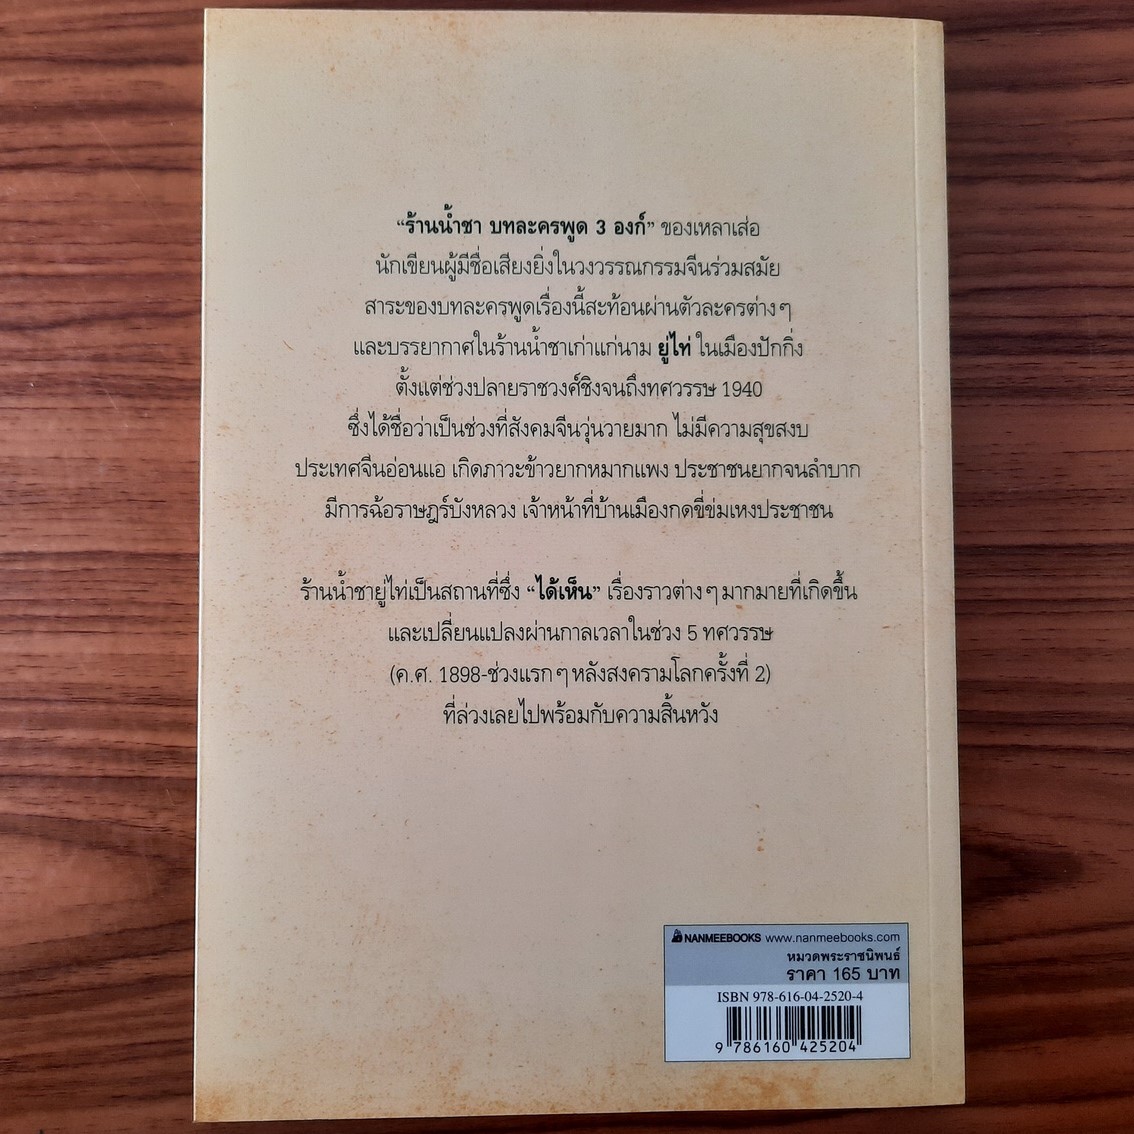 “ร้านน้ำชา บทละครพูด 3 องก์” ของเหลาเส่อ
นักเขียนผู้มีชื่อเสียงยิ่งในวงวรรณกรรมจีนร่วมสมัย
สาระของบทละครพูดเรื่องนี้สะท้อนผ่านตัวละครต่างๆ
และบรรยากาศในร้านน้ำชาเก่าแก่นาม ยู่ไท่ ในเมืองปักกิ่ง
ตั้งแต่ช่วงปลายราชวงศ์ชิงจนถึงทศวรรษ 1940
ซึ่งได้ชื่อว่าเป็นช่วงที่สังคมจีนวุ่นวายมาก ไม่มีความสุขสงบ
ประเทศจีนอ่อนแอ เกิดภาวะข้าวยากหมากแพง ประชาชนยากจนลำบาก
มีการฉ้อราษฎร์บังหลวง เจ้าหน้าที่บ้านเมืองกดขี่ข่มเหงประชาชน
ร้านน้ำชายู่ไท่เป็นสถานที่ซึ่ง “ได้เห็น” เรื่องราวต่างๆมากมายที่เกิดขึ้น
และเปลี่ยนแปลงผ่านกาลเวลาในช่วง 5 ทศวรรษ
(ค.ศ. 1898-ช่วงแรกๆหลังสงครามโลกครั้งที่ 2)
ที่ล่วงเลยไปพร้อมกับความสิ้นหวัง
NANMEEBOOKS www.nanmeebooks.com
หมวดพระราชนิพนธ์
ราคา 165 บาท
ISBN 978-616-04-2520-4
9 786160 425204